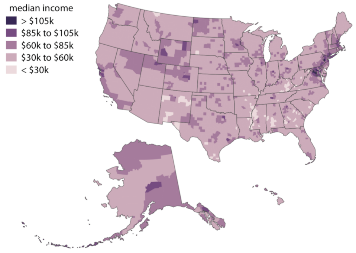 median income
> $105k
$85k to $105k
$60k to $85k
$30k to $60k
< $30k